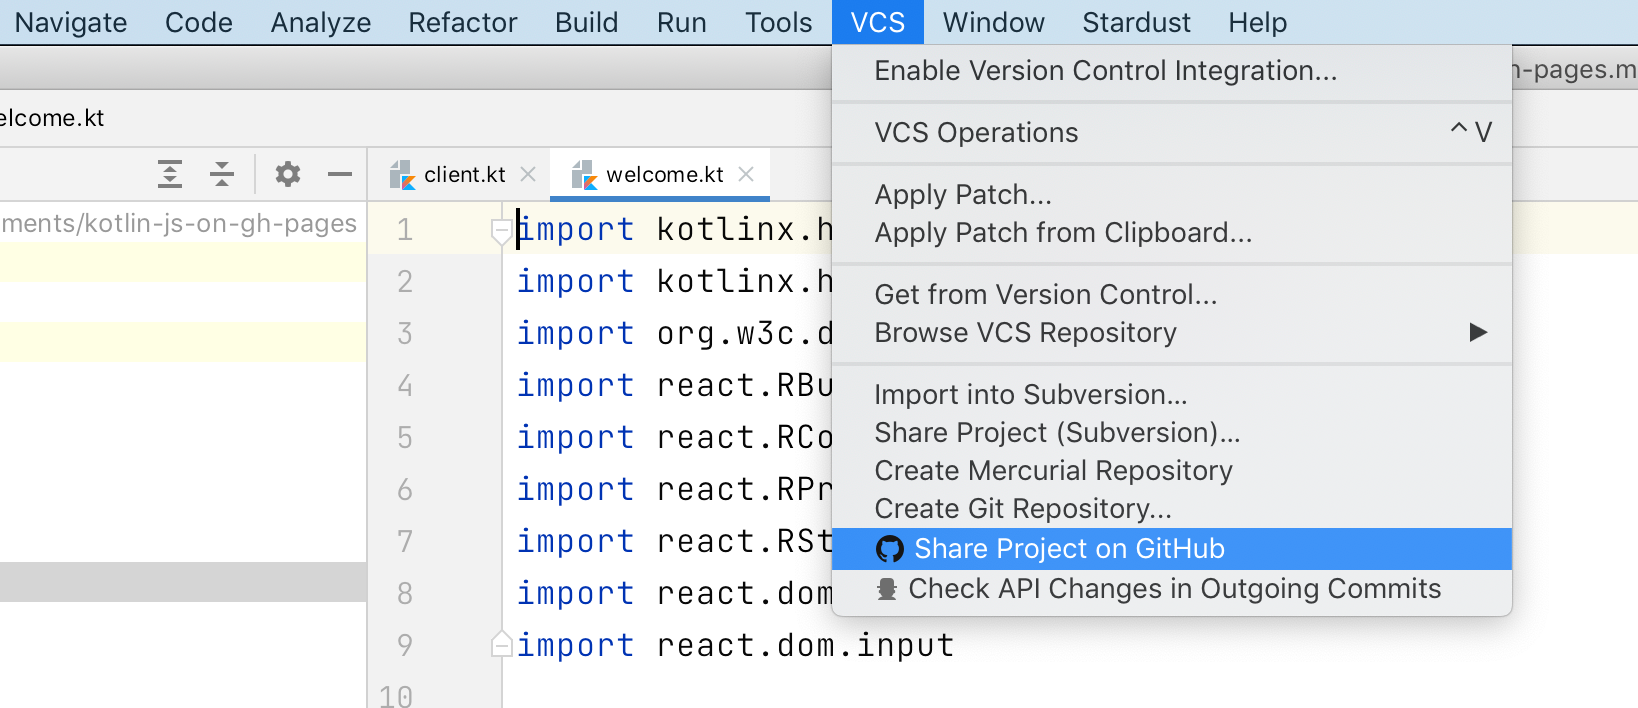 Navigate Code Analyze Refactor Build Run Tools VCS Window Stardust Help
Enable Version Control Integration...
n-pages.m
elcome.kt
VCS Operations ^ V
client.kt welcome.kt
Apply Patch...
ments/kotlin-js-on-gh-pages
1 import kotlinx.h
Apply Patch from Clipboard...
2 import kotlinx.h
Get from Version Control...
3 import org.w3c.d
Browse VCS Repository
4 import react.RBu
Import into Subversion...
5 import react.RCo
Share Project (Subversion)...
Create Mercurial Repository
6 import react.RPr
Create Git Repository...
7 import react.RSt
Share Project on GitHub
8 import react.dom
Check API Changes in Outgoing Commits
9 import react.dom.input
10